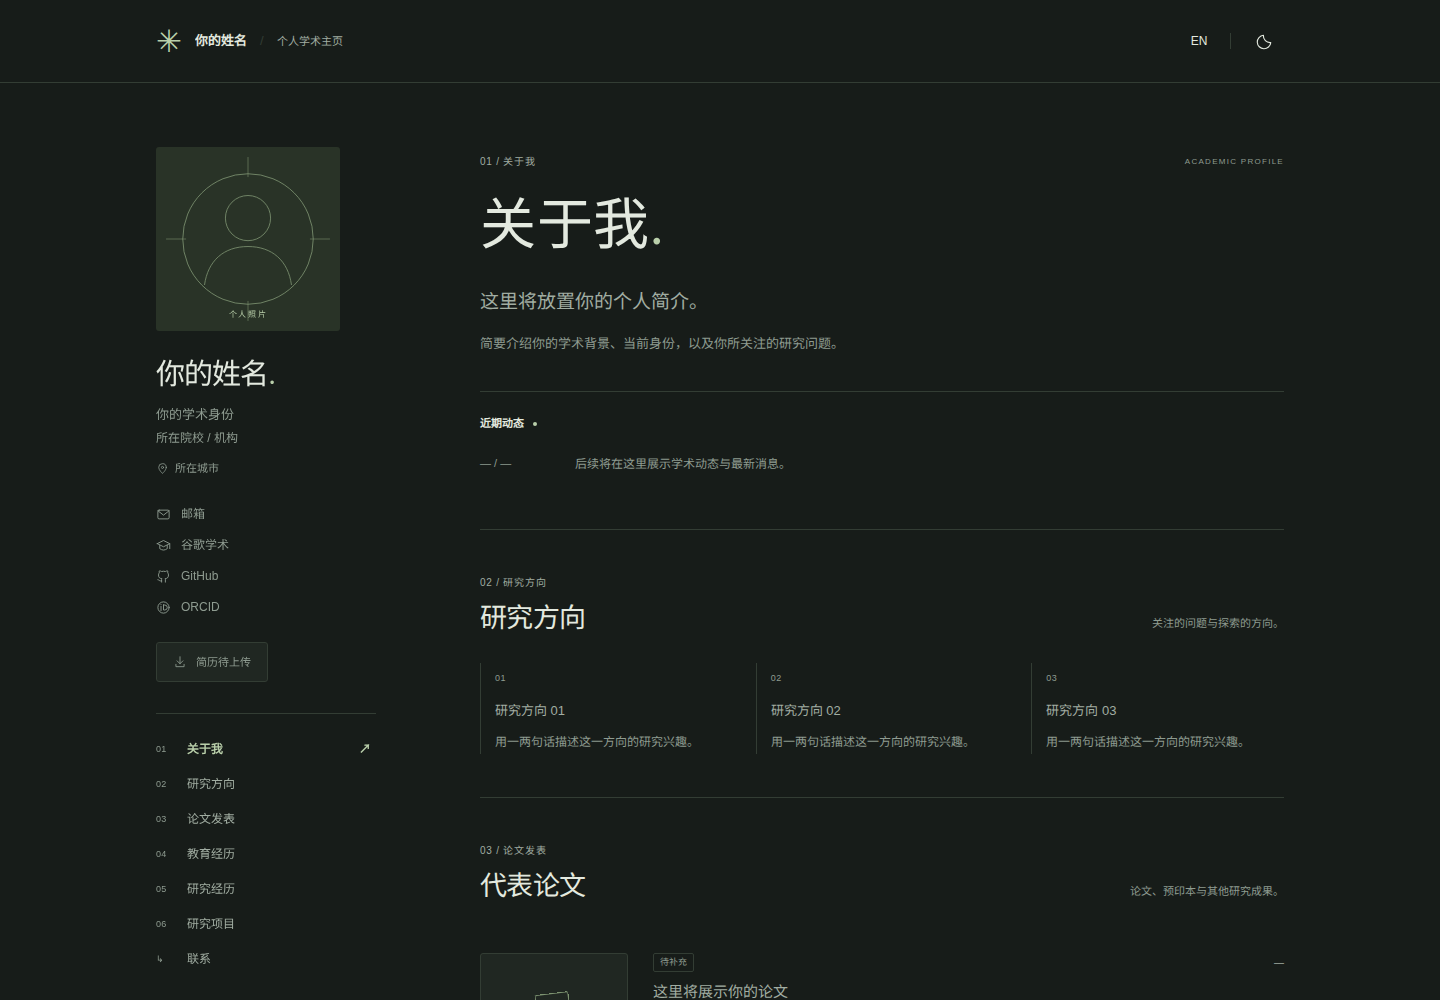 你的姓名 / 个人学术主页
EN
个人照片
你的姓名.
你的学术身份
所在院校 / 机构
所在城市
邮箱
谷歌学术
GitHub
ORCID
简历待上传
01 关于我
02 研究方向
03 论文发表
04 教育经历
05 研究经历
06 研究项目
↳ 联系
01 / 关于我
ACADEMIC PROFILE
关于我.
这里将放置你的个人简介。
简要介绍你的学术背景、当前身份，以及你所关注的研究问题。
近期动态
— / — 后续将在这里展示学术动态与最新消息。
02 / 研究方向
研究方向
关注的问题与探索的方向。
01
研究方向 01
用一两句话描述这一方向的研究兴趣。
02
研究方向 02
用一两句话描述这一方向的研究兴趣。
03
研究方向 03
用一两句话描述这一方向的研究兴趣。
03 / 论文发表
代表论文
论文、预印本与其他研究成果。
待补充
—
这里将展示你的论文